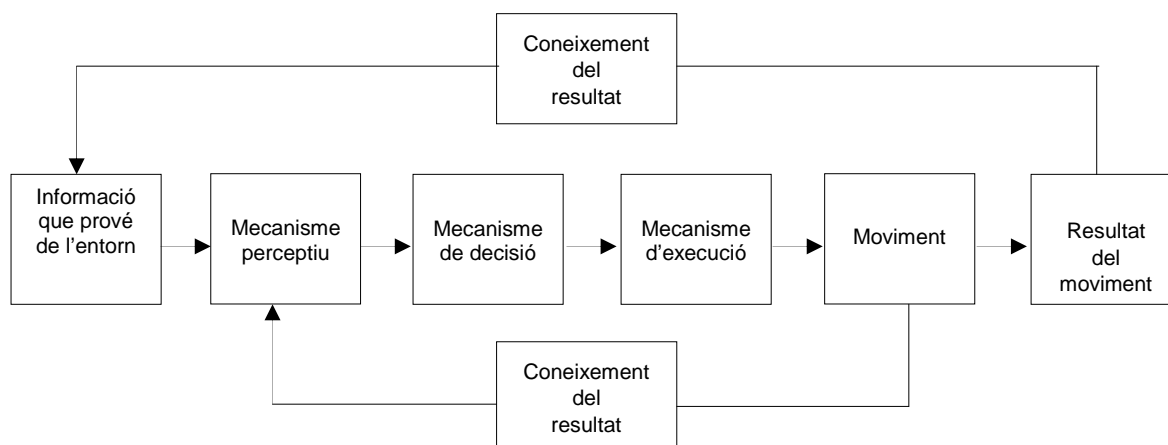 Coneixement
del
resultat
Informació
que prové
de l’entorn
Mecanisme
perceptiu
Mecanisme
de decisió
Mecanisme
d’execució
Moviment
Resultat
del
moviment
Coneixement
del
resultat